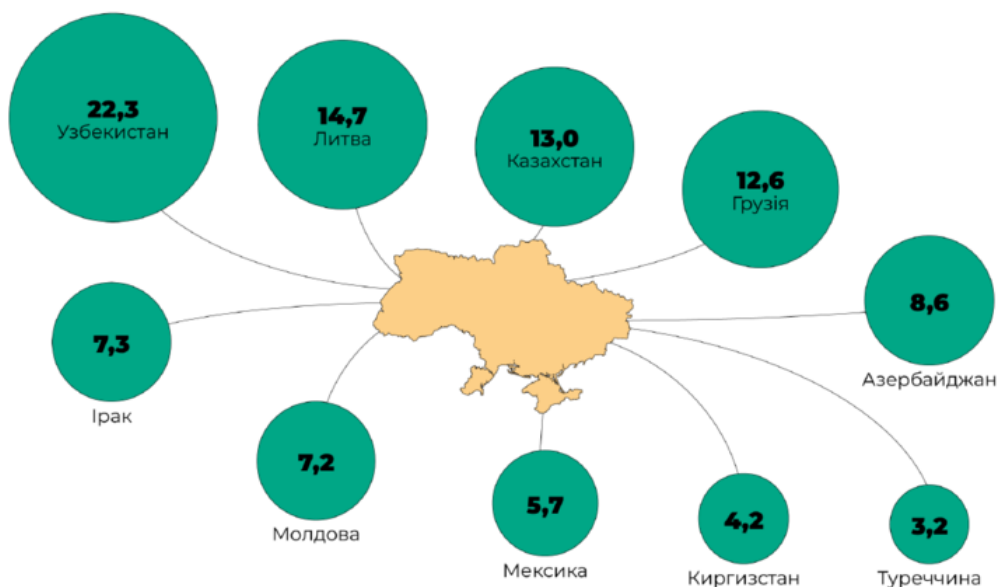 22,3
Узбекистан
14,7
Литва
13,0
Казахстан
12,6
Грузія
8,6
Азербайджан
7,3
Ірак
7,2
Молдова
5,7
Мексика
4,2
Киргизстан
3,2
Туреччина